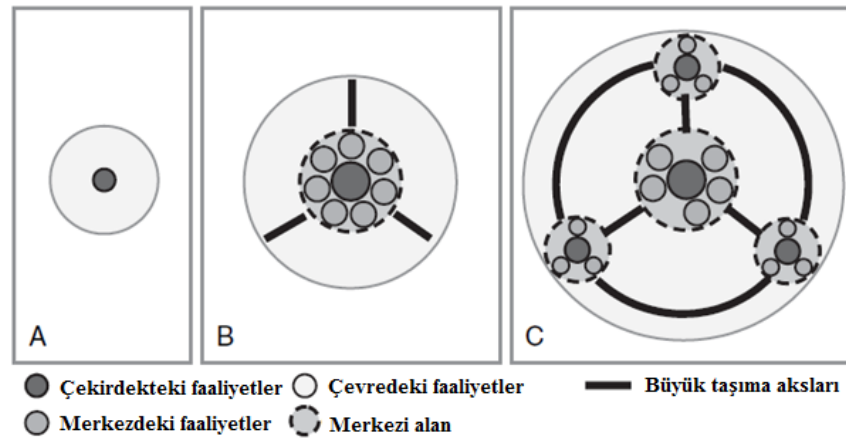 A
B
C
Çekirdekteki faaliyetler
Çevredeki faaliyetler
Büyük taşıma aksları
Merkezdeki faaliyetler
Merkezi alan